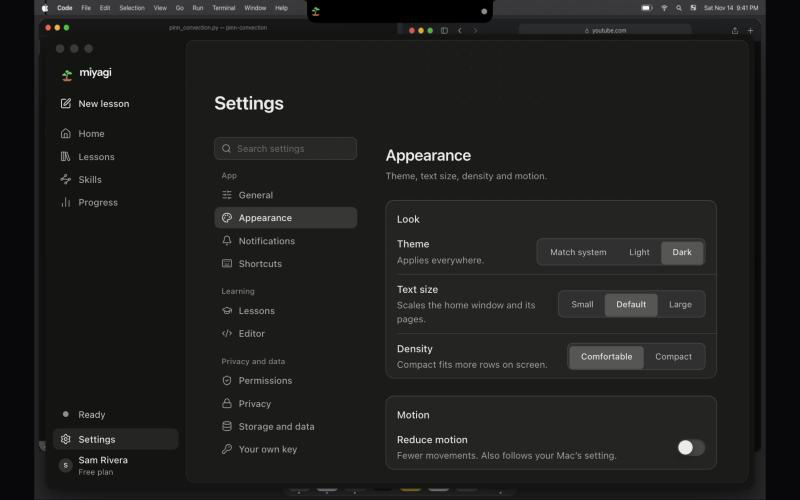 Code File Edit Selection View Go Run Terminal Window Help
Sat Nov 14 9:41 PM
pinn_convection.py — pinn-convection
youtube.com
miyagi
New lesson
Home
Lessons
Skills
Progress
Ready
Settings
S
Sam Rivera
Free plan
Settings
Search settings
App
General
Appearance
Notifications
Shortcuts
Learning
Lessons
Editor
Privacy and data
Permissions
Privacy
Storage and data
Your own key
Appearance
Theme, text size, density and motion.
Look
Theme
Applies everywhere.
Match system Light Dark
Text size
Scales the home window and its
pages.
Small Default Large
Density
Compact fits more rows on screen.
Comfortable Compact
Motion
Reduce motion
Fewer movements. Also follows your Mac's setting.